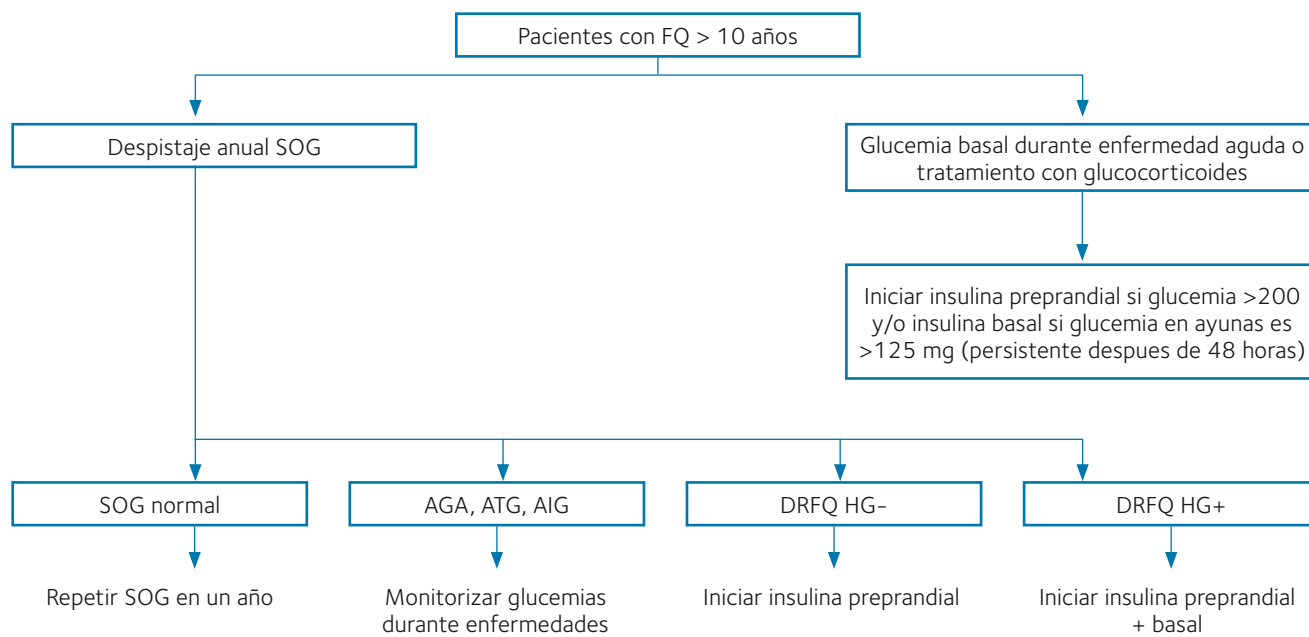 Pacientes con FQ > 10 años
Despistaje anual SOG
Glucemia basal durante enfermedad aguda o
tratamiento con glucocorticoides
Iniciar insulina preprandial si glucemia >200
y/o insulina basal si glucemia en ayunas es
>125 mg (persistente despues de 48 horas)
SOG normal
AGA, ATG, AIG
DRFQ HG–
DRFQ HG+
Repetir SOG en un año
Monitorizar glucemias
durante enfermedades
Iniciar insulina preprandial
Iniciar insulina preprandial
+ basal